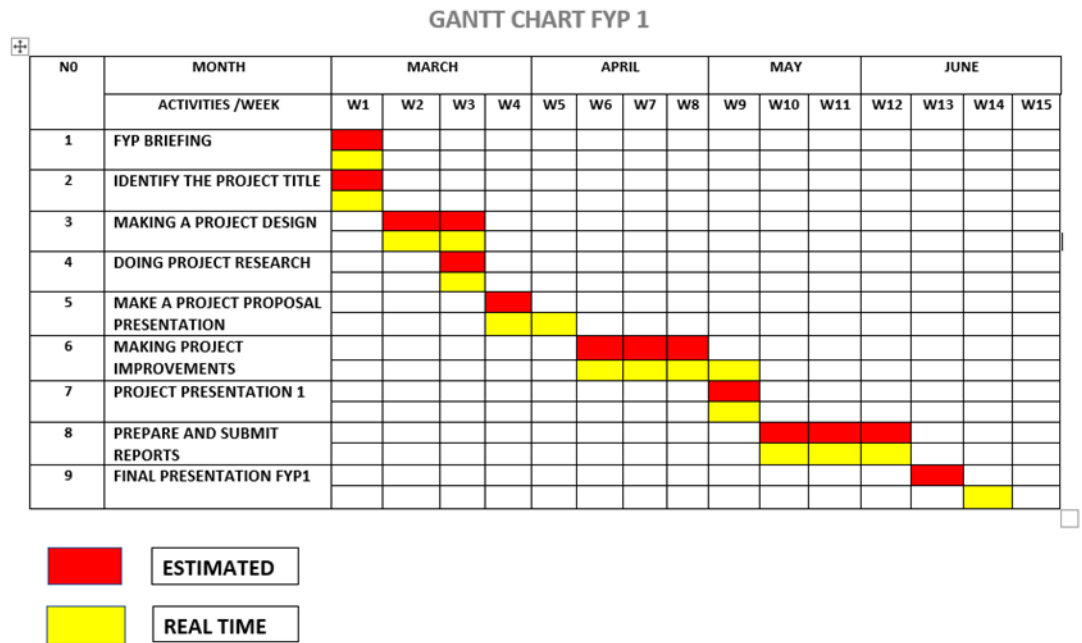 GANTT CHART FYP 1
N0 MONTH MARCH APRIL MAY JUNE
ACTIVITIES /WEEK W1 W2 W3 W4 W5 W6 W7 W8 W9 W10 W11 W12 W13 W14 W15
1 FYP BRIEFING
2 IDENTIFY THE PROJECT TITLE
3 MAKING A PROJECT DESIGN
4 DOING PROJECT RESEARCH
5 MAKE A PROJECT PROPOSAL
PRESENTATION
6 MAKING PROJECT
IMPROVEMENTS
7 PROJECT PRESENTATION 1
8 PREPARE AND SUBMIT
REPORTS
9 FINAL PRESENTATION FYP1
ESTIMATED
REAL TIME